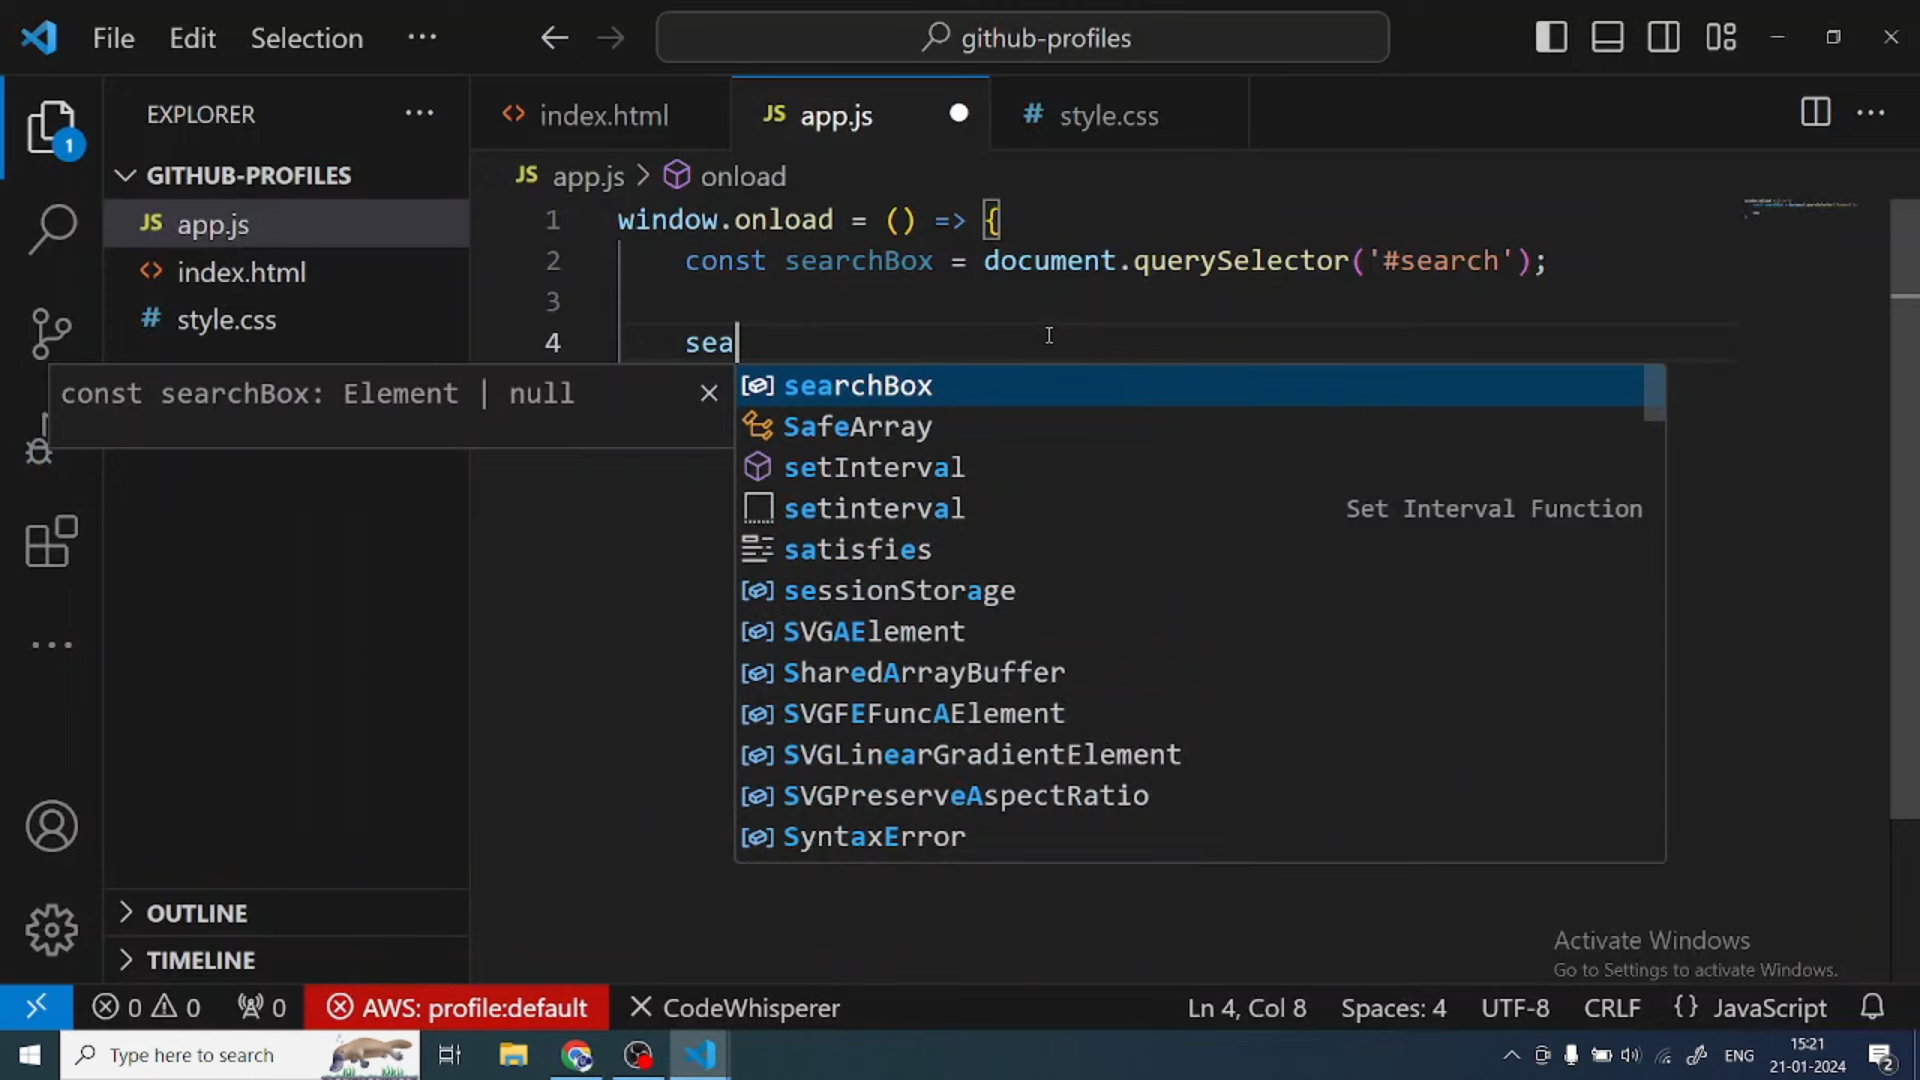 File Edit Selection ··· github-profiles
EXPLORER ···
index.html
JS app.js
# style.css
GITHUB-PROFILES
JS app.js
index.html
# style.css
1
JS app.js > onload
1 window.onload = () => {
2 const searchBox = document.querySelector('#search');
3
4 sea
const searchBox: Element | null
searchBox
SafeArray
setInterval
setinterval Set Interval Function
satisfies
sessionStorage
SVGAElement
SharedArrayBuffer
SVGFEFuncAElement
SVGLinearGradientElement
SVGPreserveAspectRatio
SyntaxError
OUTLINE
TIMELINE
Activate Windows
Go to Settings to activate Windows.
0 0 0 AWS: profile:default CodeWhisperer Ln 4, Col 8 Spaces: 4 UTF-8 CRLF {} JavaScript
Type here to search ENG 15:21
21-01-2024 2